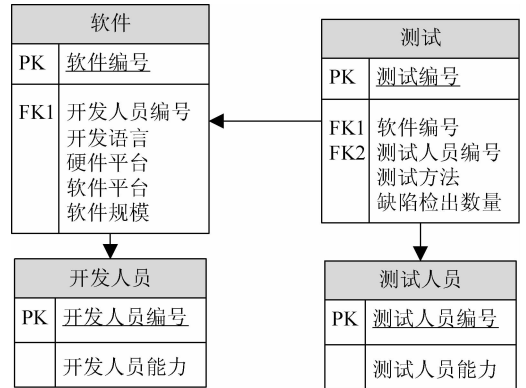 软件
PK 软件编号
FK1 开发人员编号
开发语言
硬件平台
软件平台
软件规模
测试
PK 测试编号
FK1 软件编号
FK2 测试人员编号
测试方法
缺陷检出数量
开发人员
PK 开发人员编号
开发人员能力
测试人员
PK 测试人员编号
测试人员能力